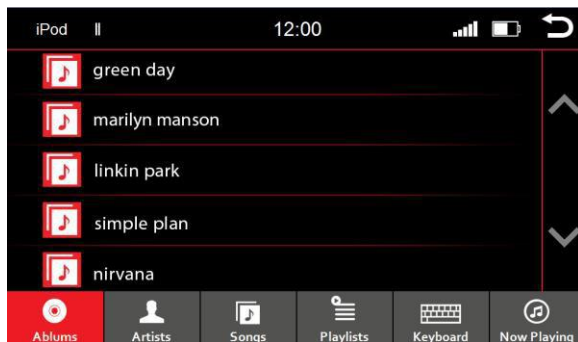 iPod 12:00
green day
marilyn manson
linkin park
simple plan
nirvana
Ablums Artists Songs Playlists Keyboard Now Playing